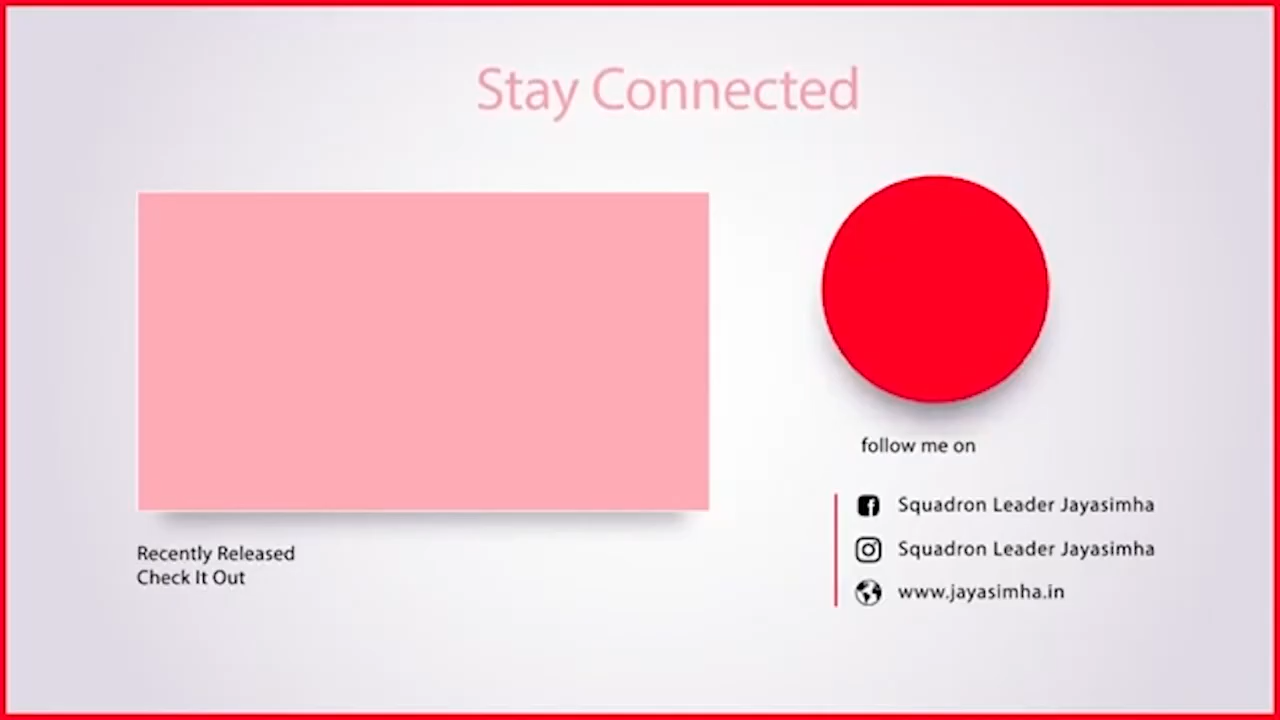 Stay Connected
follow me on
Squadron Leader Jayasimha
Squadron Leader Jayasimha
www.jayasimha.in
Recently Released
Check It Out